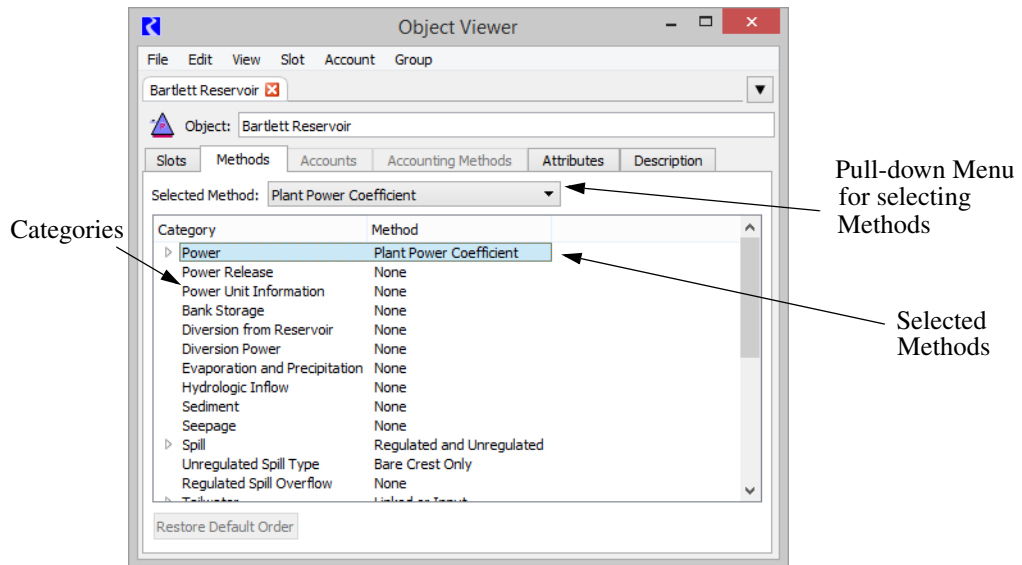 Object Viewer
File Edit View Slot Account Group
Bartlett Reservoir
Object: Bartlett Reservoir
Slots Methods Accounts Accounting Methods Attributes Description
Selected Method: Plant Power Coefficient
Category Method
Power Plant Power Coefficient
Power Release None
Power Unit Information None
Bank Storage None
Diversion from Reservoir None
Diversion Power None
Evaporation and Precipitation None
Hydrologic Inflow None
Sediment None
Seepage None
Spill Regulated and Unregulated
Unregulated Spill Type Bare Crest Only
Regulated Spill Overflow None
Tailwater Linked or Input
Restore Default Order
Categories
Pull-down Menu
for selecting
Methods
Selected
Methods